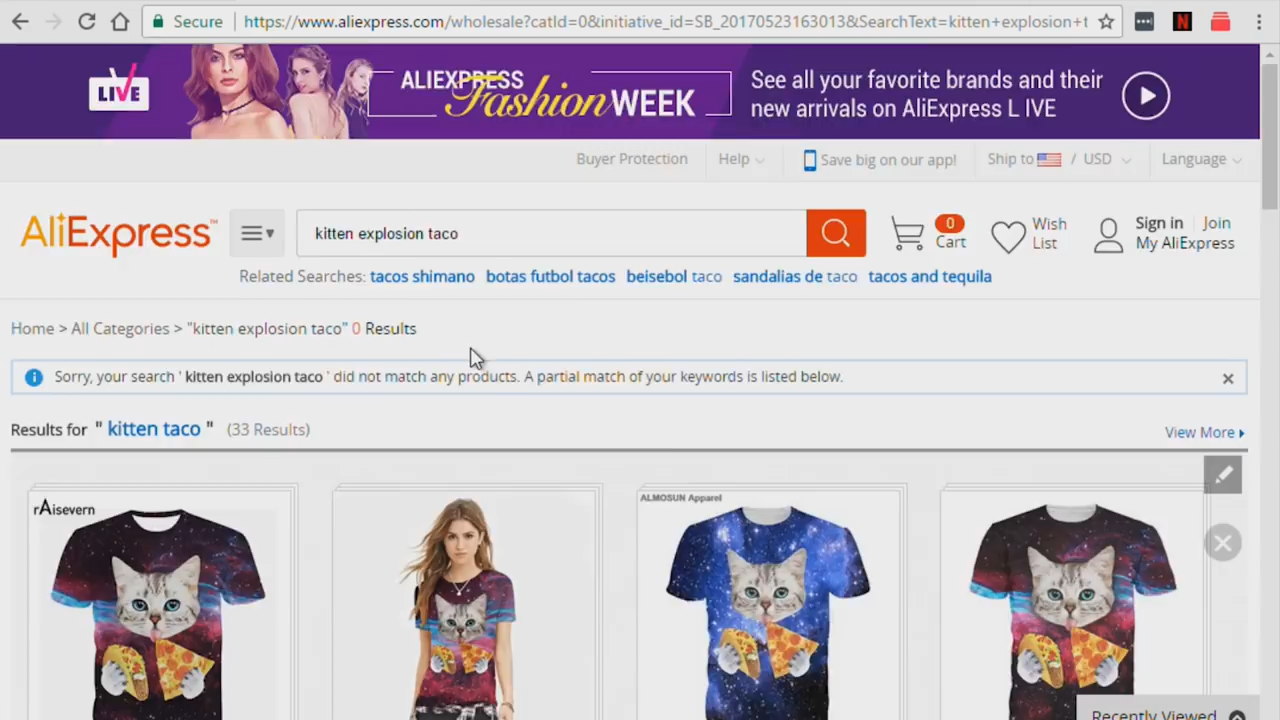 Secure https://www.aliexpress.com/wholesale?catId=0&initiative_id=SB_20170523163013&SearchText=kitten+explosion+t
LIVE
ALIEXPRESS
Fashion WEEK
See all your favorite brands and their
new arrivals on AliExpress L IVE
Buyer Protection Help Save big on our app! Ship to / USD Language
AliExpress™
kitten explosion taco
0
Cart
Wish
List
Sign in Join
My AliExpress
Related Searches: tacos shimano botas futbol tacos beisebol taco sandalias de taco tacos and tequila
Home > All Categories > "kitten explosion taco" 0 Results
Sorry, your search ' kitten explosion taco ' did not match any products. A partial match of your keywords is listed below.
Results for " kitten taco " (33 Results)
View More
rAisevern
ALMOSUN Apparel
Recently Viewed